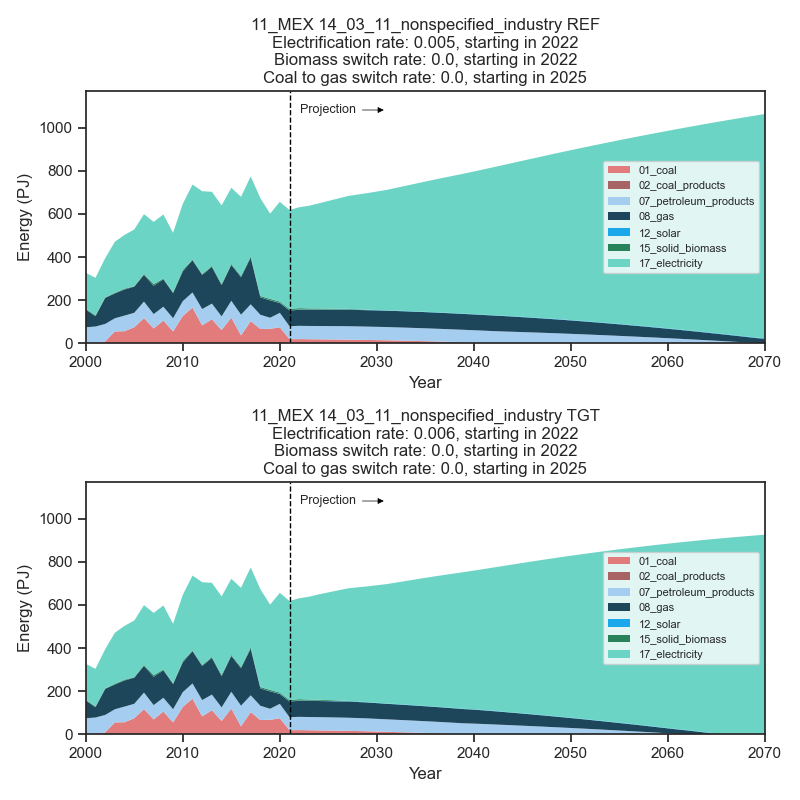 11_MEX 14_03_11_nonspecified_industry REF
Electrification rate: 0.005, starting in 2022
Biomass switch rate: 0.0, starting in 2022
Coal to gas switch rate: 0.0, starting in 2025
Projection
1000
800
600
400
200
0
Energy (PJ)
01_coal
02_coal_products
07_petroleum_products
08_gas
12_solar
15_solid_biomass
17_electricity
2000 2010 2020 2030 2040 2050 2060 2070
Year
11_MEX 14_03_11_nonspecified_industry TGT
Electrification rate: 0.006, starting in 2022
Biomass switch rate: 0.0, starting in 2022
Coal to gas switch rate: 0.0, starting in 2025
Projection
1000
800
600
400
200
0
Energy (PJ)
01_coal
02_coal_products
07_petroleum_products
08_gas
12_solar
15_solid_biomass
17_electricity
2000 2010 2020 2030 2040 2050 2060 2070
Year